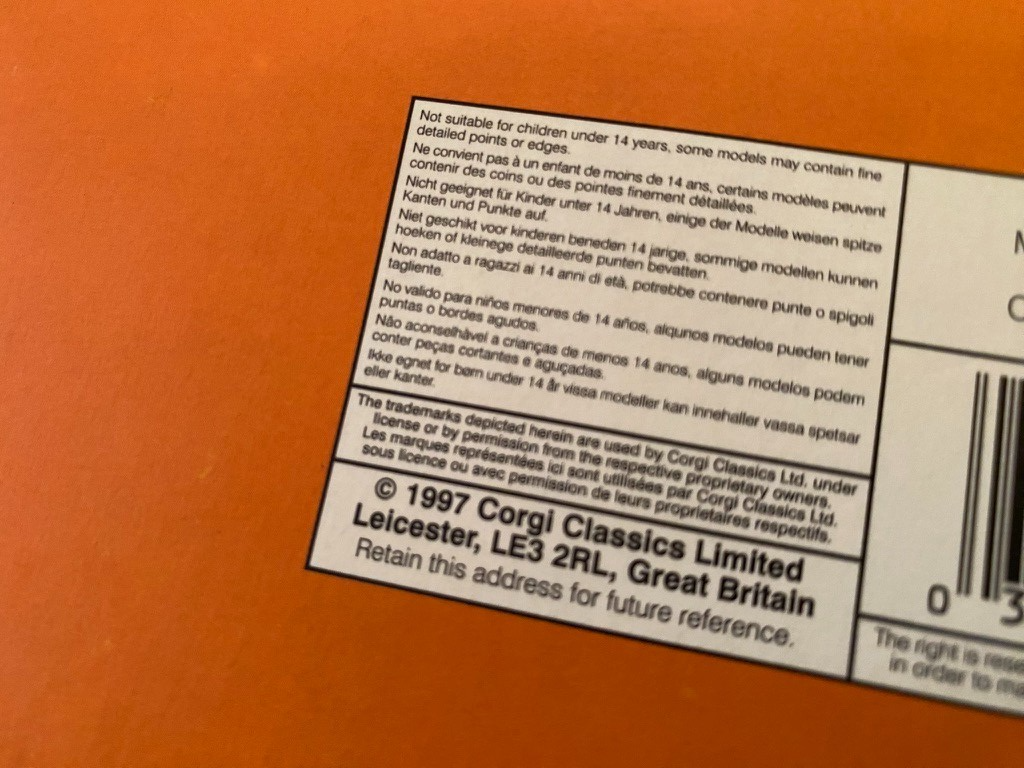 Not suitable for children under 14 years, some models may contain fine
detailed points or edges.
Ne convient pas à un enfant de moins de 14 ans, certains modèles peuvent
contenir des coins ou des pointes finement détaillées.
Nicht geeignet für Kinder unter 14 Jahren, einige der Modelle weisen spitze
Kanten und Punkte auf.
Niet geschikt voor kinderen beneden 14 jarige, sommige modellen kunnen
hoeken of kleinege detailleerde punten bevatten.
Non adatto a ragazzi ai 14 anni di età, potrebbe contenere punte o spigoli
tagliente.
No valido para niños menores de 14 años, algunos modelos pueden tener
puntas o bordes agudos.
Não aconselhável a crianças de menos 14 anos, alguns modelos podem
conter peças cortantes e aguçadas.
Ikke egnet for børn under 14 år vissa modeller kan innehaller vassa spetsar
eller kanter.
The trademarks depicted herein are used by Corgi Classics Ltd. under
license or by permission from the respective proprietary owners.
Les marques représentées ici sont utilisées par Corgi Classics Ltd.
sous licence ou avec permission de leurs proprietaires respectifs.
© 1997 Corgi Classics Limited
Leicester, LE3 2RL, Great Britain
Retain this address for future reference.
0 3
The right is rese
in order to ma